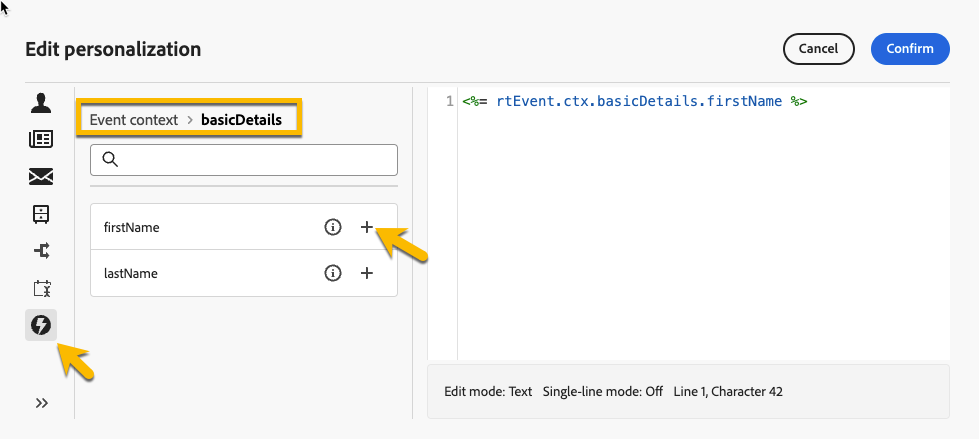 Edit personalization
Cancel
Confirm
Event context > basicDetails
firstName
lastName
1 <%= rtEvent.ctx.basicDetails.firstName %>
Edit mode: Text Single-line mode: Off Line 1, Character 42